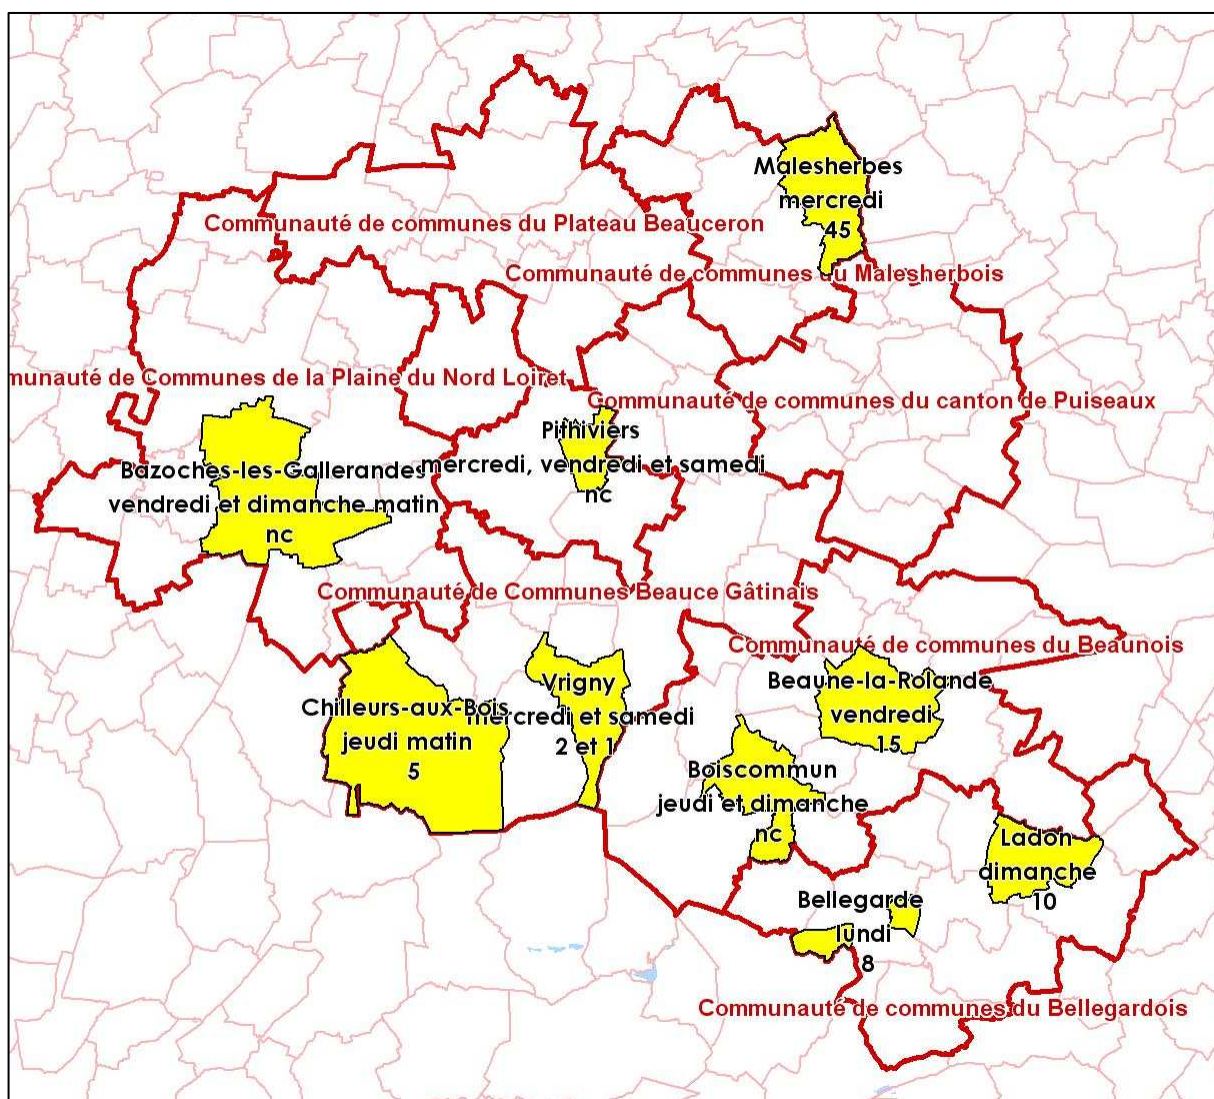 Malesherbes
mercredi
45
Communauté de communes du Plateau Beauceron
Communauté de communes du Malesherbois
munauté de Communes de la Plaine du Nord Loiret
Communauté de communes du canton de Puiseaux
Pithiviers
mercredi, vendredi et samedi
nc
Bazoches-les-Gallerandes
vendredi et dimanche matin
nc
Communauté de Communes Beauce Gâtinais
Communauté de communes du Beaunois
Beaune-la-Rolande
vendredi
15
Vrigny
mercredi et samedi
2 et 1
Chilleurs-aux-Bois
jeudi matin
5
Boiscommun
jeudi et dimanche
nc
Ladon
dimanche
10
Bellegarde
lundi
8
Communauté de communes du Bellegardois